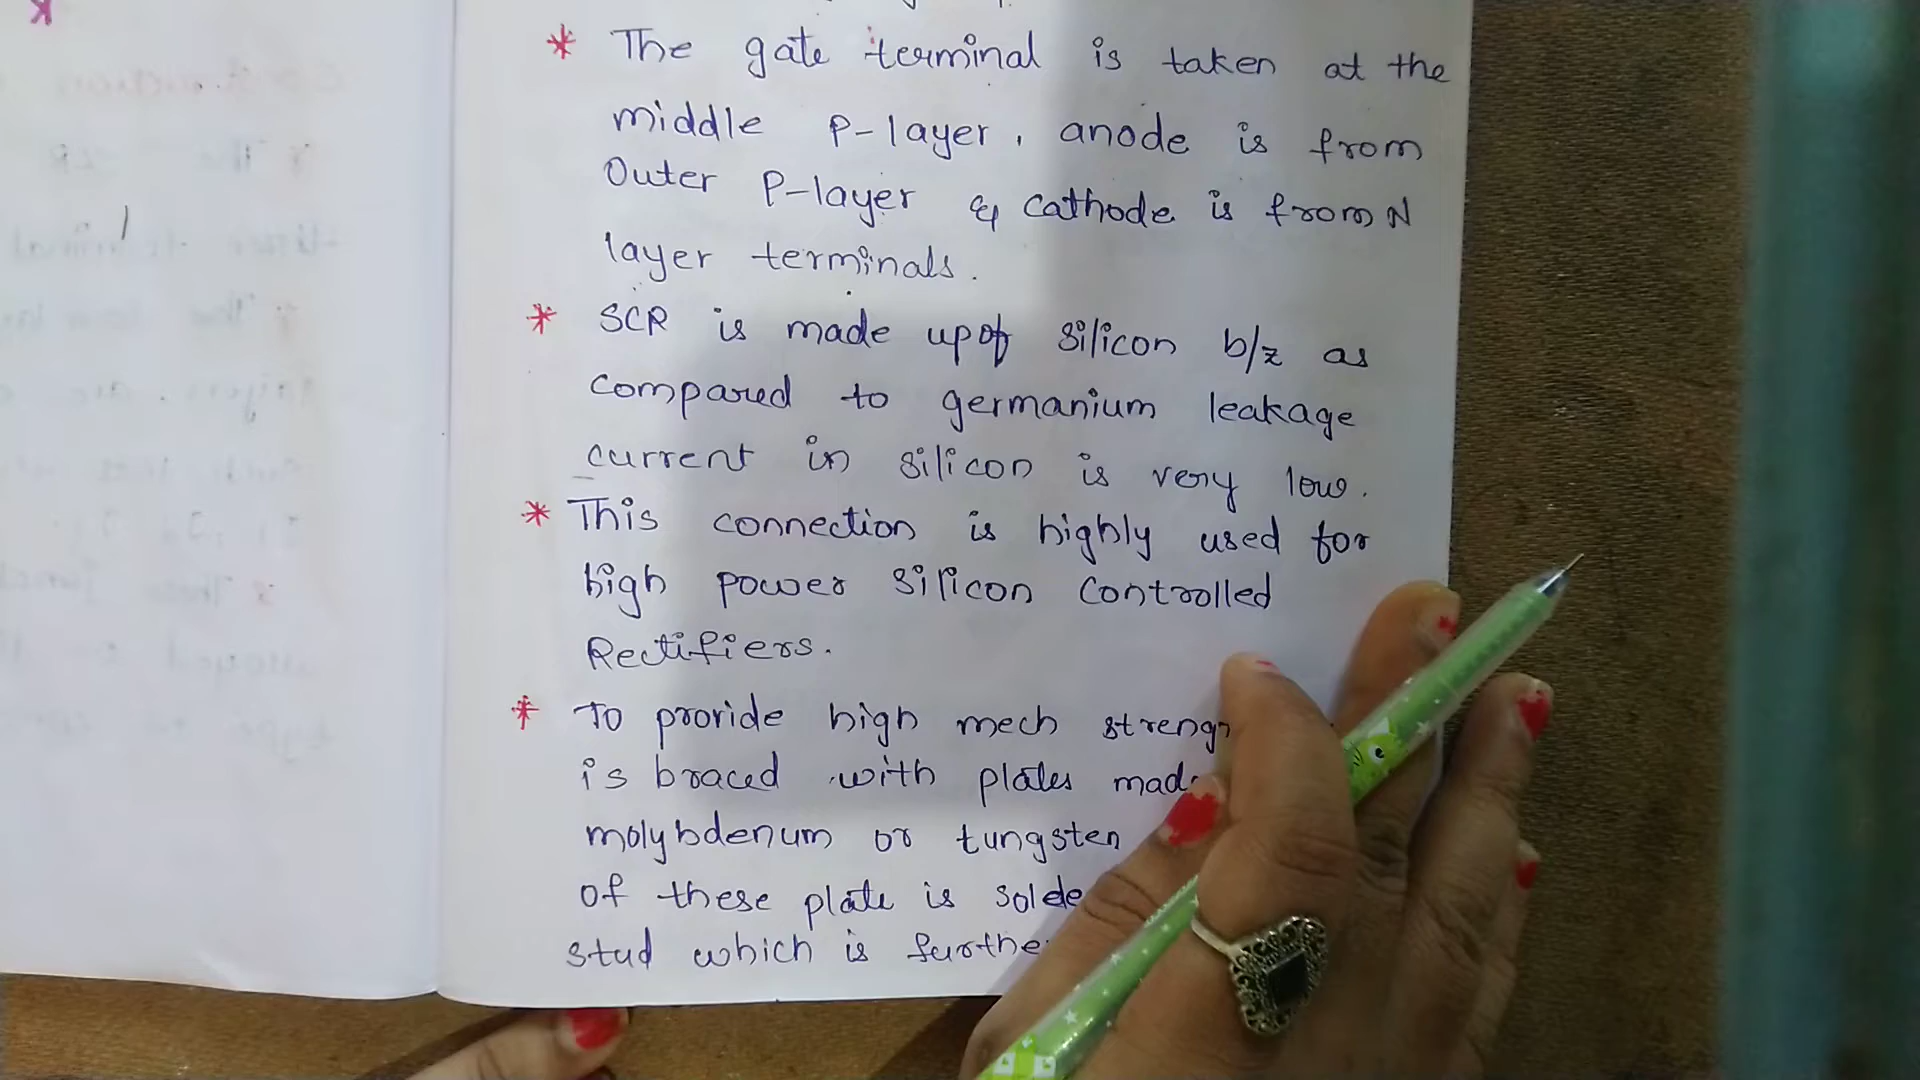 * The gate terminal is taken at the
middle P-layer, anode is from
Outer P-layer & Cathode is from N
layer terminals.
* SCR is made upof Silicon b/z as
compared to germanium leakage
current in silicon is very low.
* This connection is highly used for
high power Silicon Controlled
Rectifiers.
* To provide high mech streng
is braced with plates mad
molybdenum or tungsten
of these plate is solde
stud which is furthe